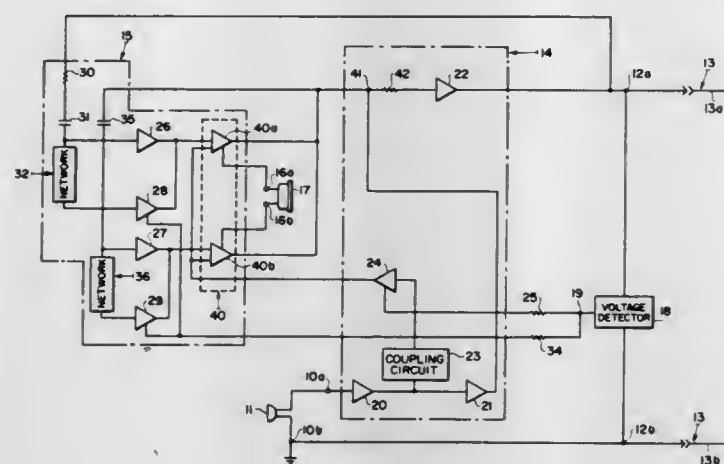 15
14
13
30
41
42
22
12a
13a
31
35
26
40a
16a
17
32
NETWORK
28
16b
27
40b
24
25
19
VOLTAGE DETECTOR
18
NETWORK
36
29
40
34
COUPLING CIRCUIT
23
10a
11
20
21
10b
12b
13
13b